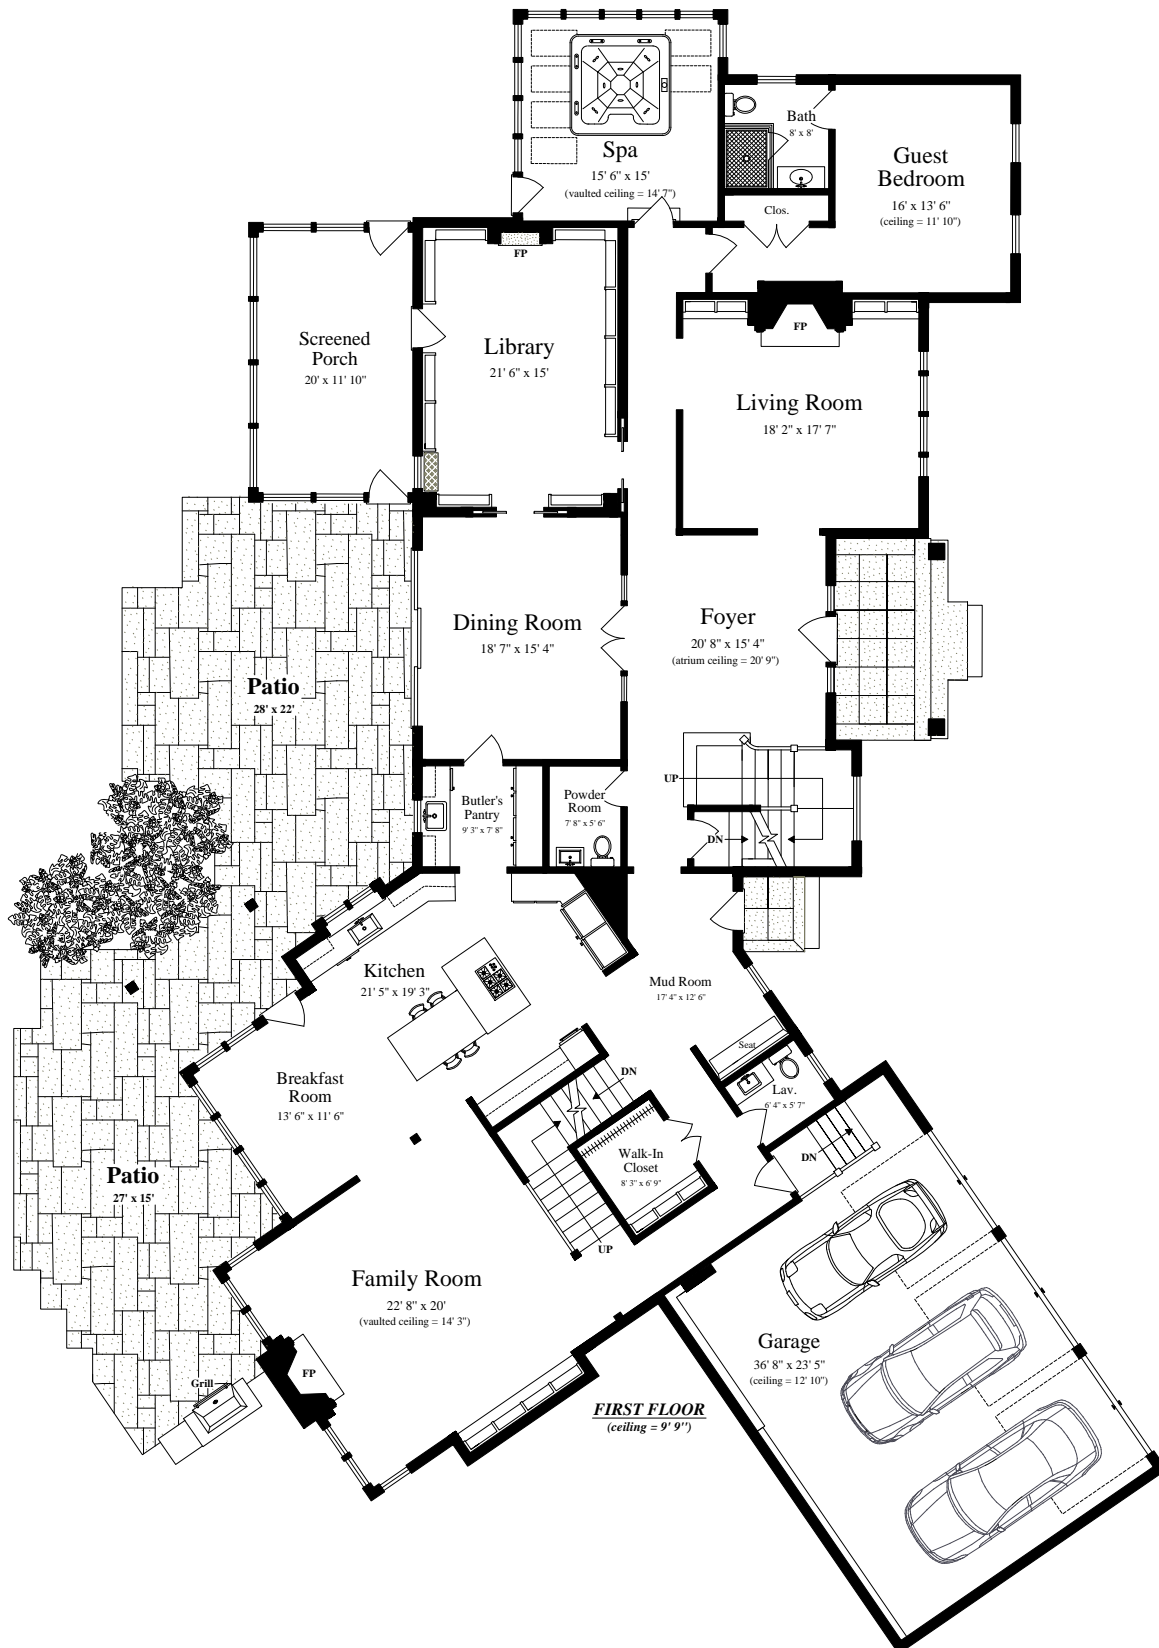 Spa
15' 6" x 15'
(vaulted ceiling = 14' 7")
Bath
8' x 8'
Guest
Bedroom
16' x 13' 6"
(ceiling = 11' 10")
Clos.
FP
Screened
Porch
20' x 11' 10"
Library
21' 6" x 15'
FP
Living Room
18' 2" x 17' 7"
Dining Room
18' 7" x 15' 4"
Foyer
20' 8" x 15' 4"
(atrium ceiling = 20' 9")
Patio
28' x 22'
UP
DN
Butler's
Pantry
9' 3" x 7' 8"
Powder
Room
7' 8" x 5' 6"
Kitchen
21' 5" x 19' 3"
Mud Room
17' 4" x 12' 6"
Seat
Breakfast
Room
13' 6" x 11' 6"
DN
Lav.
6' 4" x 5' 7"
Walk-In
Closet
8' 3" x 6' 9"
DN
Patio
27' x 15'
UP
Family Room
22' 8" x 20'
(vaulted ceiling = 14' 3")
Garage
36' 8" x 23' 5"
(ceiling = 12' 10")
FP
Grill
FIRST FLOOR
(ceiling = 9' 9")